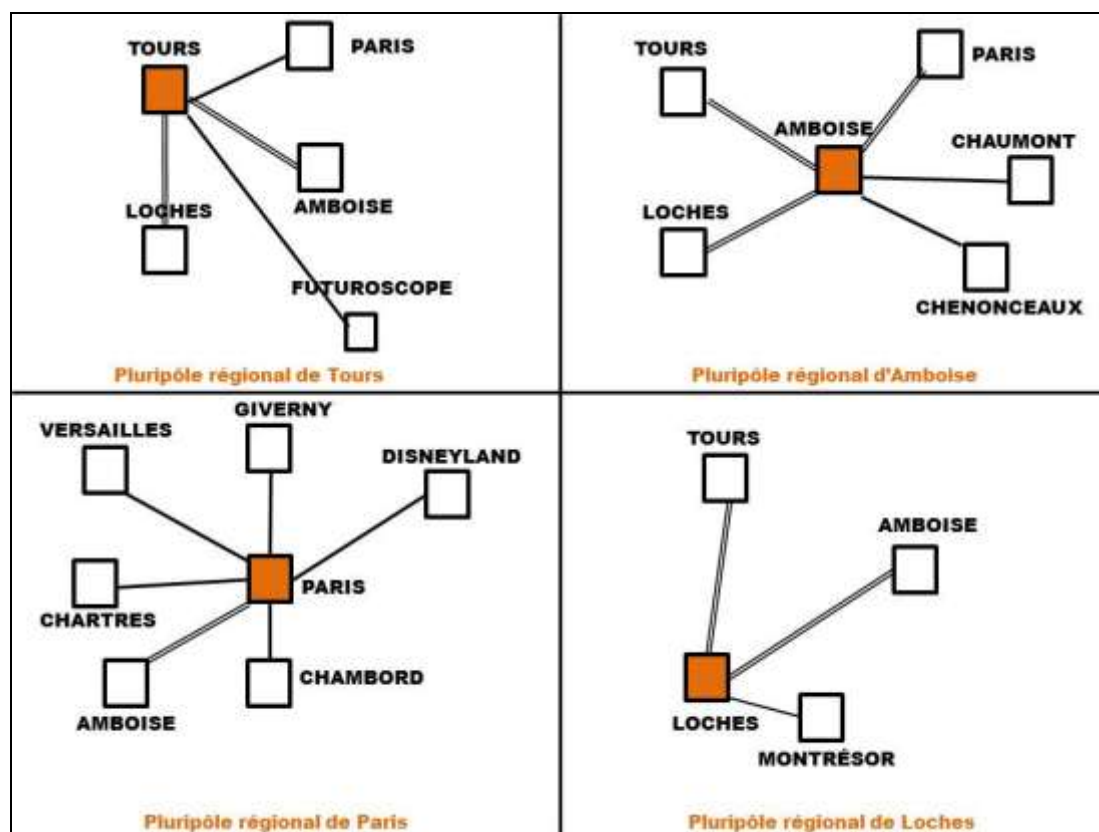 TOURS
PARIS
AMBOISE
LOCHES
FUTUROSCOPE
Pluripôle régional de Tours
TOURS
PARIS
AMBOISE
CHAUMONT
LOCHES
CHENONCEAUX
Pluripôle régional d'Amboise
GIVERNY
VERSAILLES
DISNEYLAND
PARIS
CHARTRES
CHAMBORD
AMBOISE
Pluripôle régional de Paris
TOURS
AMBOISE
LOCHES
MONTRÉSOR
Pluripôle régional de Loches